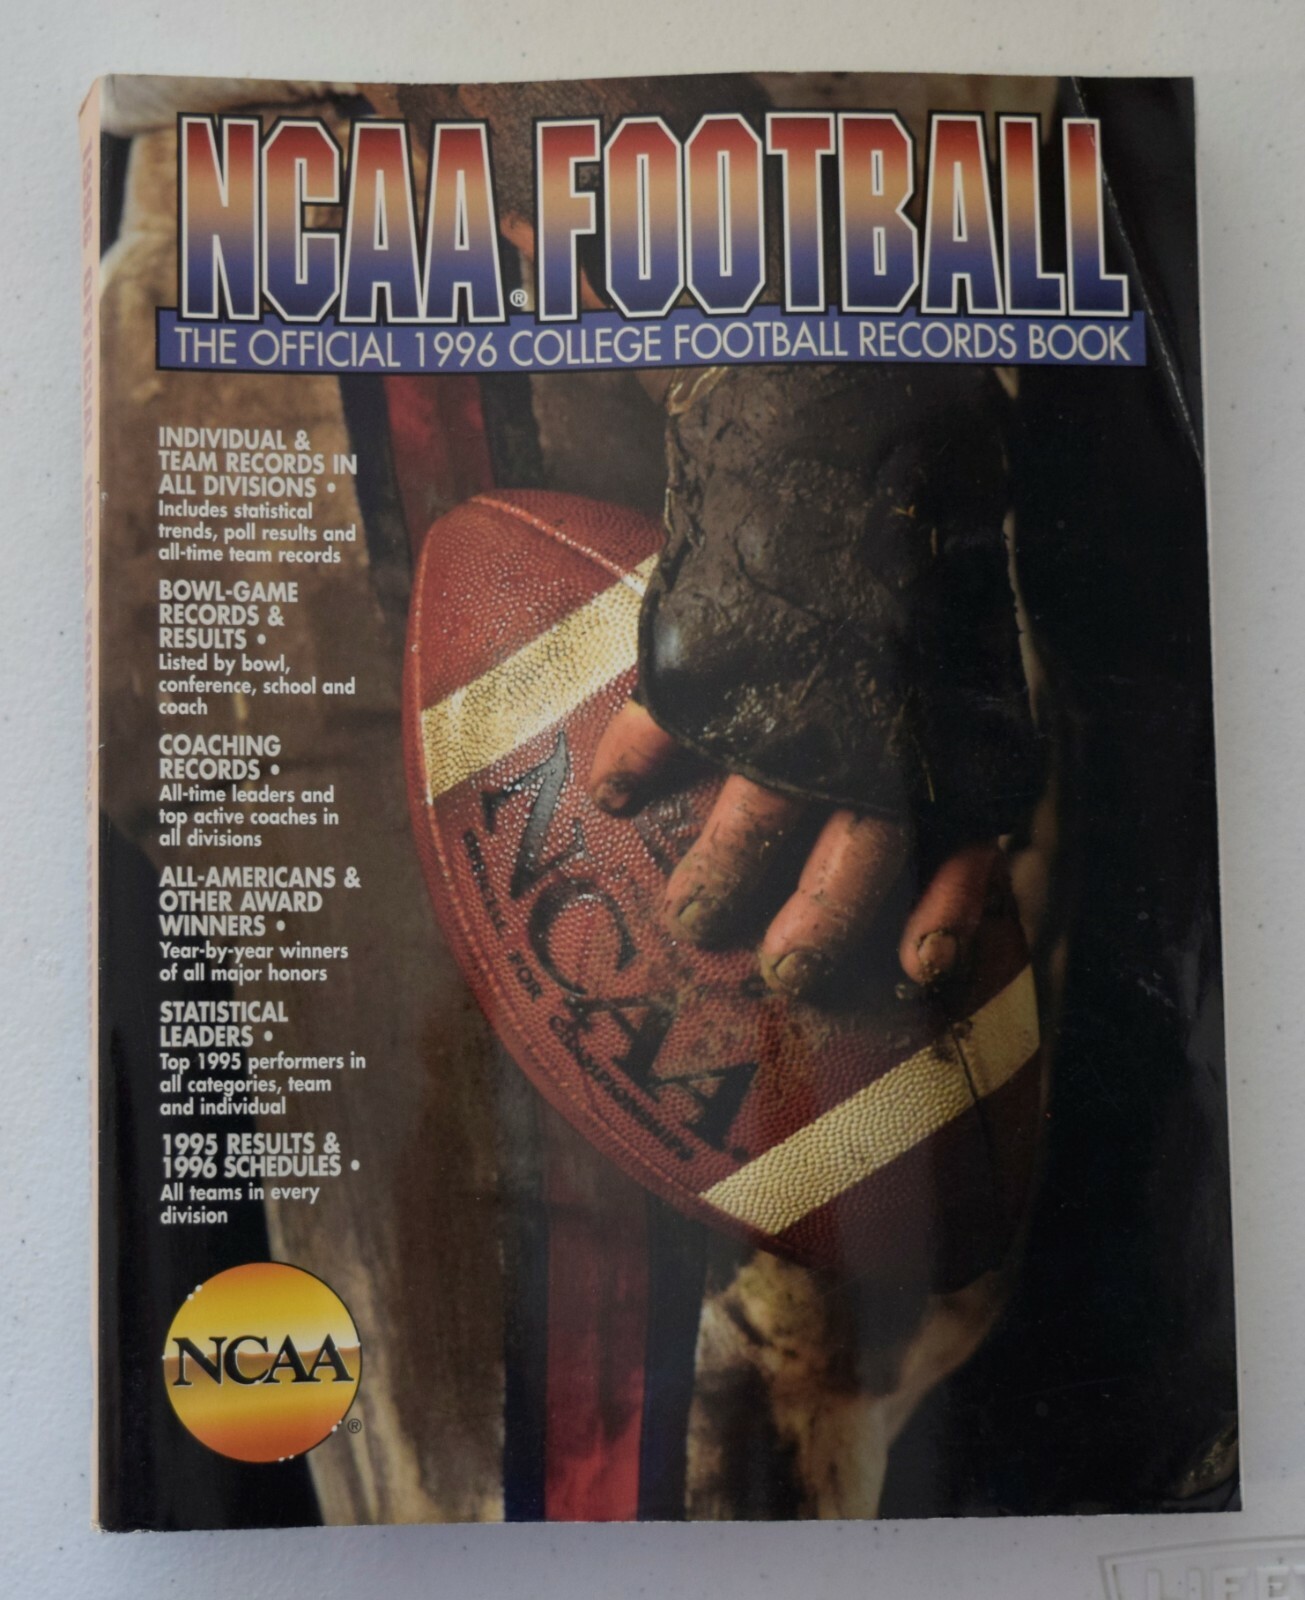 NCAA® FOOTBALL
THE OFFICIAL 1996 COLLEGE FOOTBALL RECORDS BOOK
INDIVIDUAL &
TEAM RECORDS IN
ALL DIVISIONS •
Includes statistical
trends, poll results and
all-time team records
BOWL-GAME
RECORDS &
RESULTS •
Listed by bowl,
conference, school and
coach
COACHING
RECORDS •
All-time leaders and
top active coaches in
all divisions
ALL-AMERICANS &
OTHER AWARD
WINNERS •
Year-by-year winners
of all major honors
STATISTICAL
LEADERS •
Top 1995 performers in
all categories, team
and individual
1995 RESULTS &
1996 SCHEDULES •
All teams in every
division
NCAA
FOR
CHAMPIONSHIPS
NCAA
®